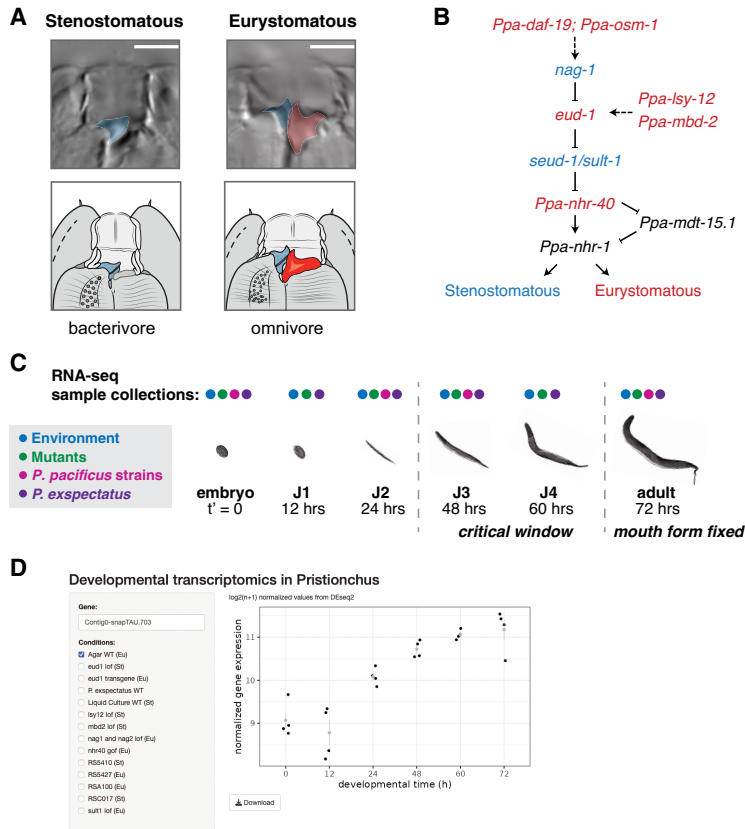 A
Stenostomatous
Eurystomatous
bacterivore
omnivore
B
Ppa-daf-19; Ppa-osm-1
nag-1
eud-1
Ppa-lsy-12
Ppa-mbd-2
seud-1/sult-1
Ppa-nhr-40
Ppa-mdt-15.1
Ppa-nhr-1
Stenostomatous
Eurystomatous
C
RNA-seq
sample collections:
Environment
Mutants
P. pacificus strains
P. exspectatus
embryo
t' = 0
J1
12 hrs
J2
24 hrs
J3
48 hrs
J4
60 hrs
adult
72 hrs
critical window
mouth form fixed
D
Developmental transcriptomics in Pristionchus
Gene:
Contig0-snapTAU.703
Conditions:
Agar WT (Eu)
eud1 lof (St)
eud1 transgene (Eu)
P. exspectatus WT
Liquid Culture WT (St)
lsy12 lof (St)
mbd2 lof (St)
nag1 and nag2 lof (Eu)
nhr40 gof (Eu)
RS5410 (St)
RS5427 (Eu)
RSA100 (Eu)
RSC017 (St)
sult1 lof (Eu)
log2(n+1) normalized values from DEseq2
normalized gene expression
11
10
9
0 12 24 48 60 72
developmental time (h)
Download